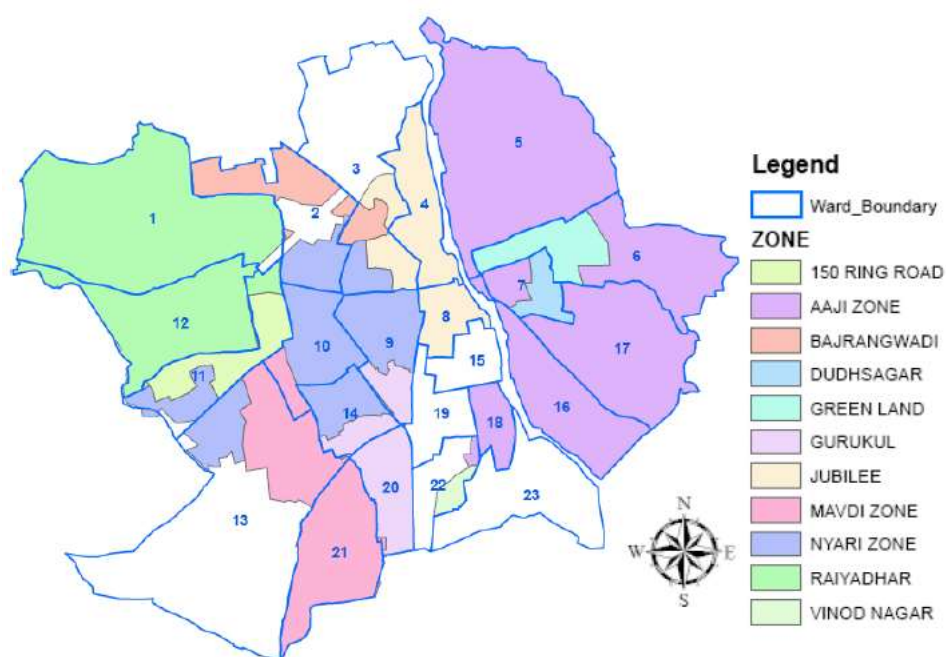 5
3
4
1
2
6
7
12
8
17
9
10
15
11
14
16
19
18
20
22
23
13
21
Legend
Ward_Boundary
ZONE
150 RING ROAD
AAJI ZONE
BAJRANGWADI
DUDHSAGAR
GREEN LAND
GURUKUL
JUBILEE
MAVDI ZONE
NYARI ZONE
RAIYADHAR
VINOD NAGAR
N
W E
S